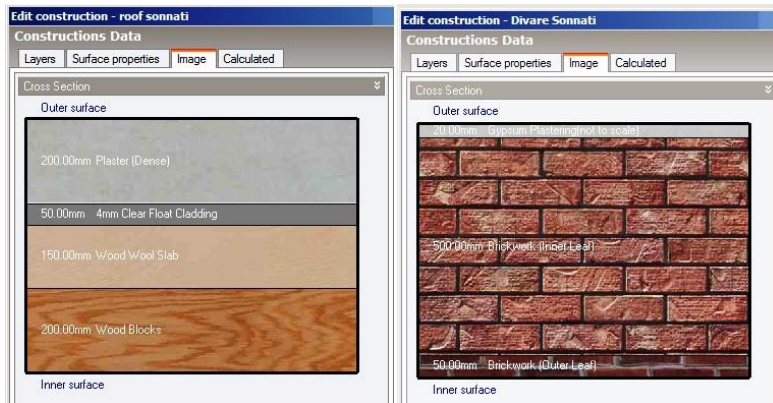 Edit construction - roof sonnati
Constructions Data
Layers Surface properties Image Calculated
Cross Section
Outer surface
200.00mm Plaster (Dense)
50.00mm 4mm Clear Float Cladding
150.00mm Wood Wool Slab
200.00mm Wood Blocks
Inner surface
Edit construction - Divare Sonnati
Constructions Data
Layers Surface properties Image Calculated
Cross Section
Outer surface
20.00mm Gypsum Plastering(not to scale)
500.00mm Brickwork (Inner Leaf)
50.00mm Brickwork (Outer Leaf)
Inner surface